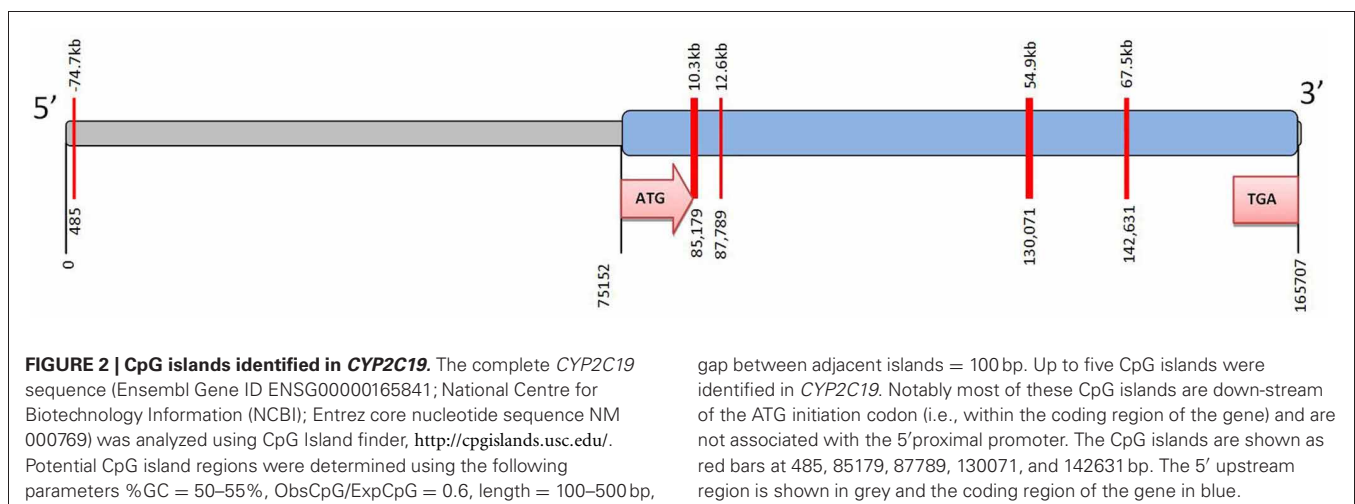 -74.7kb
10.3kb
12.6kb
54.9kb
67.5kb
5′
3′
ATG
TGA
485
85,179
87,789
130,071
142,631
0
75152
165707
FIGURE 2 | CpG islands identified in CYP2C19. The complete CYP2C19
sequence (Ensembl Gene ID ENSG00000165841; National Centre for
Biotechnology Information (NCBI); Entrez core nucleotide sequence NM
000769) was analyzed using CpG Island finder, http://cpgislands.usc.edu/.
Potential CpG island regions were determined using the following
parameters %GC = 50–55%, ObsCpG/ExpCpG = 0.6, length = 100–500 bp,
gap between adjacent islands = 100 bp. Up to five CpG islands were
identified in CYP2C19. Notably most of these CpG islands are down-stream
of the ATG initiation codon (i.e., within the coding region of the gene) and are
not associated with the 5′proximal promoter. The CpG islands are shown as
red bars at 485, 85179, 87789, 130071, and 142631 bp. The 5′ upstream
region is shown in grey and the coding region of the gene in blue.